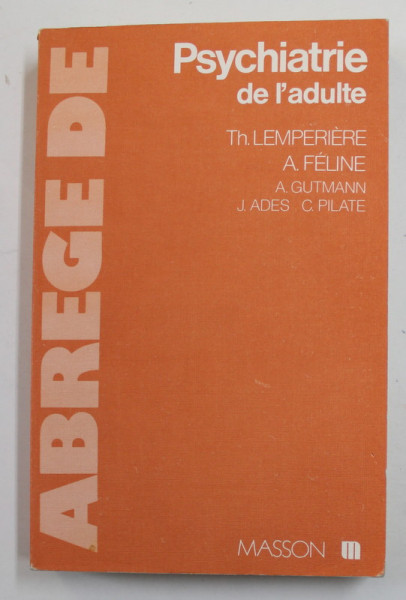 ABREGE DE
Psychiatrie
de l'adulte
Th. LEMPERIÈRE
A. FÉLINE
A. GUTMANN
J. ADES C. PILATE
MASSON m